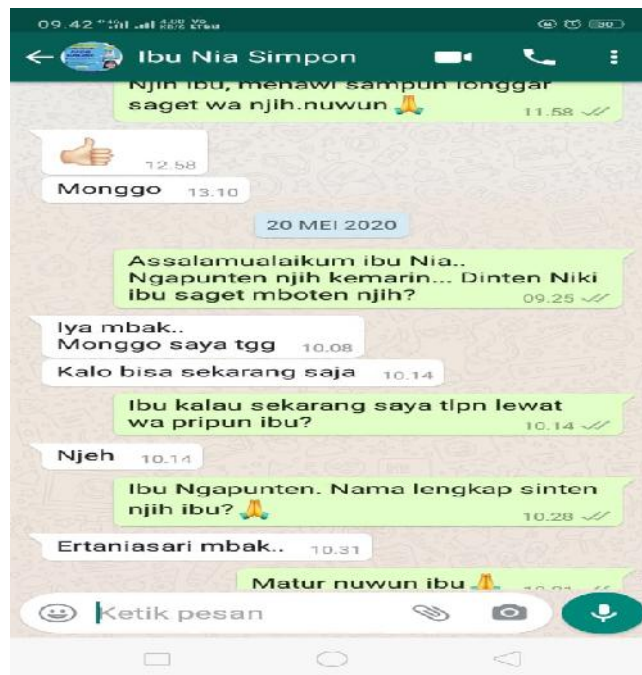 09.42
Ibu Nia Simpon
Njih ibu, menawi sampun longgar
saget wa njih.nuwun 🙏
11.58
👍
12.58
Monggo 13.10
20 MEI 2020
Assalamualaikum ibu Nia..
Ngapunten njih kemarin... Dinten Niki
ibu saget mboten njih?
09.25
Iya mbak..
Monggo saya tgg 10.08
Kalo bisa sekarang saja 10.14
Ibu kalau sekarang saya tlpn lewat
wa pripun ibu?
10.14
Njeh 10.14
Ibu Ngapunten. Nama lengkap sinten
njih ibu? 🙏
10.28
Ertaniasari mbak.. 10.31
Matur nuwun ibu 🙏
Ketik pesan